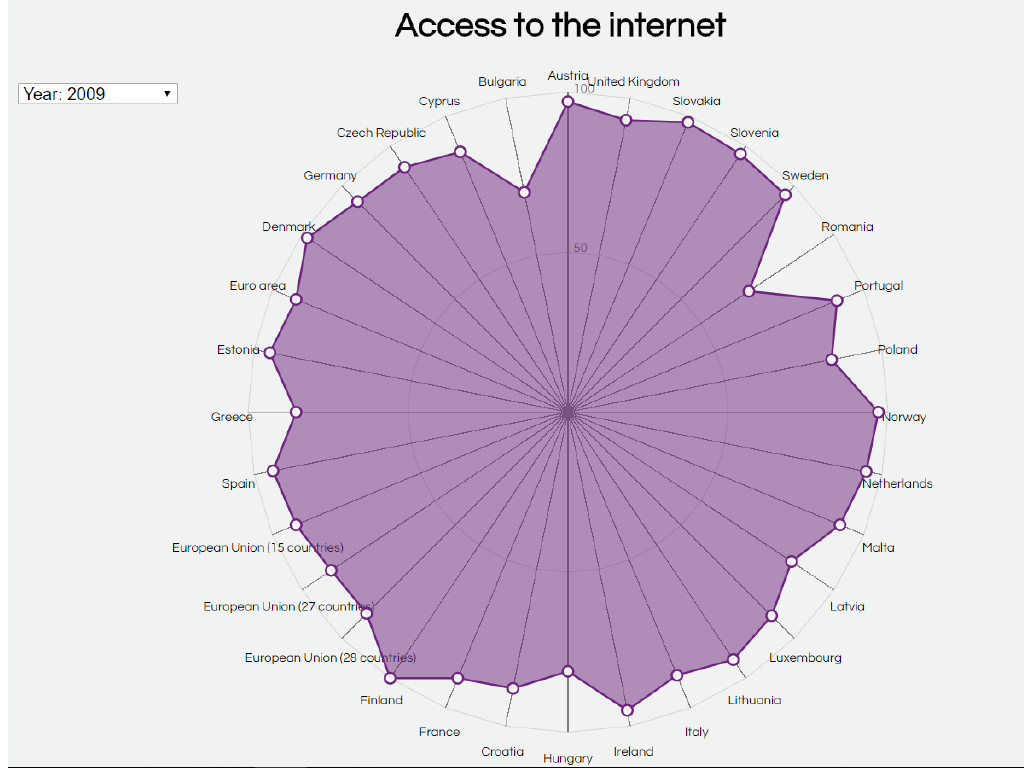 Access to the internet
Year: 2009
Austria
United Kingdom
Slovakia
Slovenia
Sweden
Romania
Portugal
Poland
Norway
Netherlands
Malta
Latvia
Luxembourg
Lithuania
Italy
Ireland
Hungary
Croatia
France
Finland
European Union (28 countries)
European Union (27 countries)
European Union (15 countries)
Spain
Greece
Estonia
Euro area
Denmark
Germany
Czech Republic
Cyprus
Bulgaria
100
50